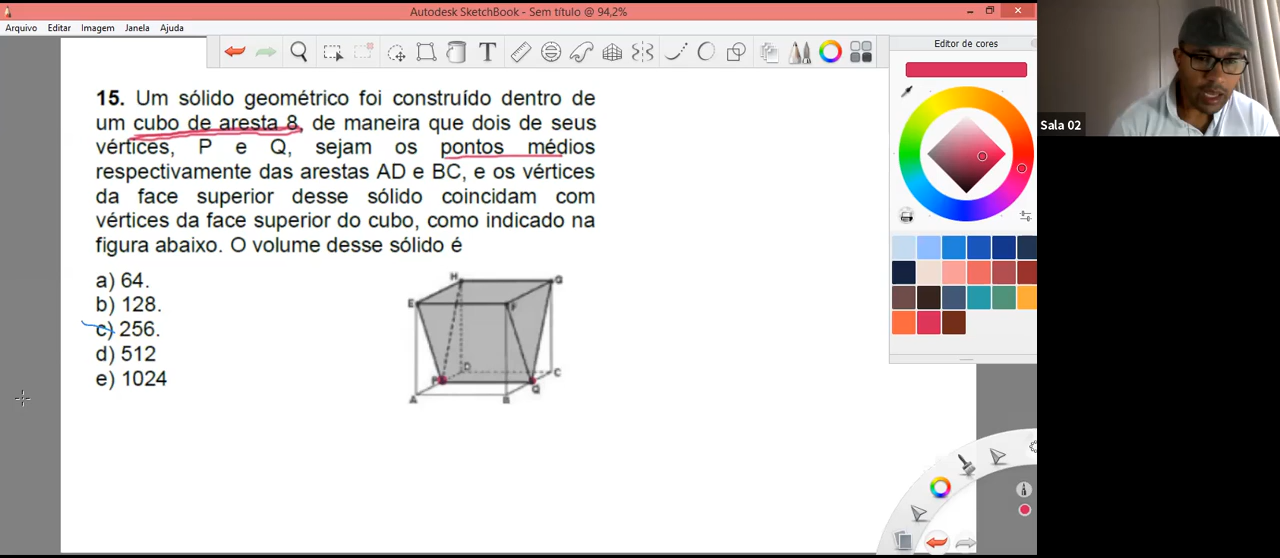 Autodesk SketchBook - Sem título @ 94,2%
Arquivo Editar Imagem Janela Ajuda
T
Editor de cores
Sala 02
15. Um sólido geométrico foi construído dentro de
um cubo de aresta 8, de maneira que dois de seus
vértices, P e Q, sejam os pontos médios
respectivamente das arestas AD e BC, e os vértices
da face superior desse sólido coincidam com
vértices da face superior do cubo, como indicado na
figura abaixo. O volume desse sólido é
a) 64.
b) 128.
c) 256.
d) 512
e) 1024
H G
E F
P D C
Q
A B